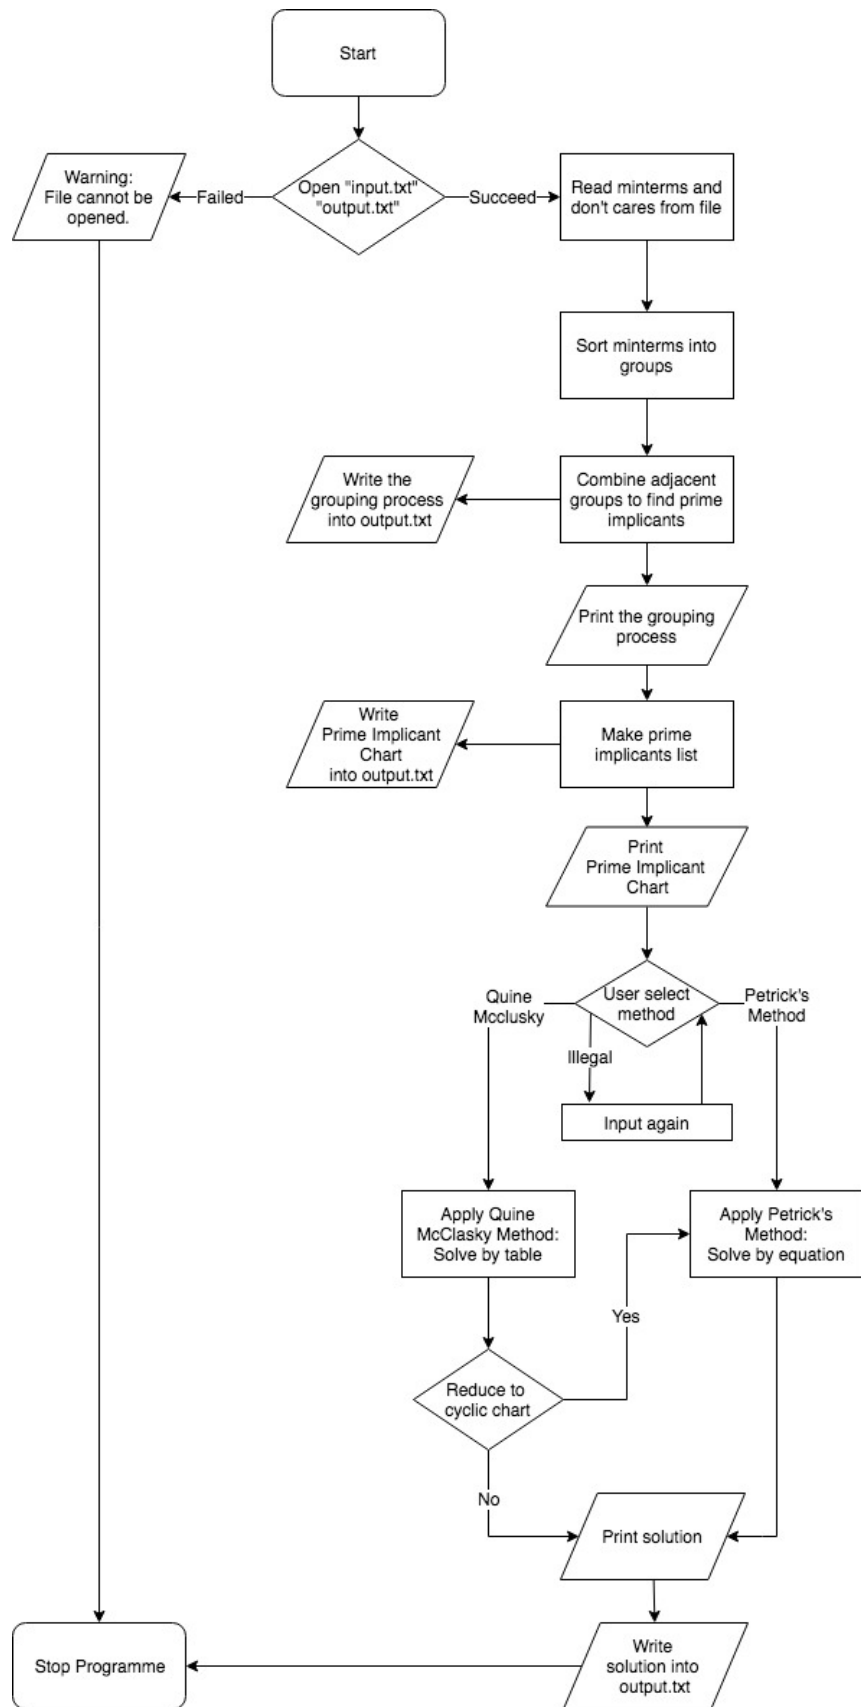 Start
Warning:
File cannot be
opened.
Failed
Open "input.txt"
"output.txt"
Succeed
Read minterms and
don't cares from file
Sort minterms into
groups
Write the
grouping process
into output.txt
Combine adjacent
groups to find prime
implicants
Print the grouping
process
Write
Prime Implicant
Chart
into output.txt
Make prime
implicants list
Print
Prime Implicant
Chart
Quine
Mcclusky
User select
method
Petrick's
Method
Illegal
Input again
Apply Quine
McClasky Method:
Solve by table
Apply Petrick's
Method:
Solve by equation
Yes
Reduce to
cyclic chart
No
Print solution
Stop Programme
Write
solution into
output.txt